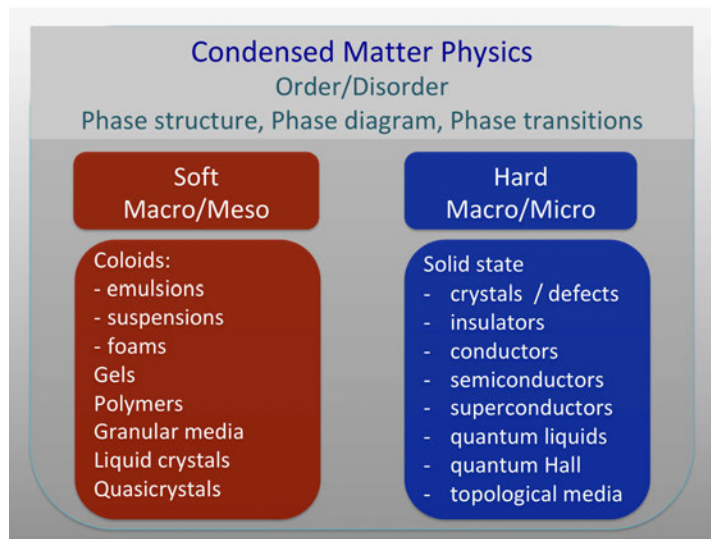 Condensed Matter Physics
Order/Disorder
Phase structure, Phase diagram, Phase transitions
Soft
Macro/Meso
Hard
Macro/Micro
Coloids:
- emulsions
- suspensions
- foams
Gels
Polymers
Granular media
Liquid crystals
Quasicrystals
Solid state
- crystals / defects
- insulators
- conductors
- semiconductors
- superconductors
- quantum liquids
- quantum Hall
- topological media